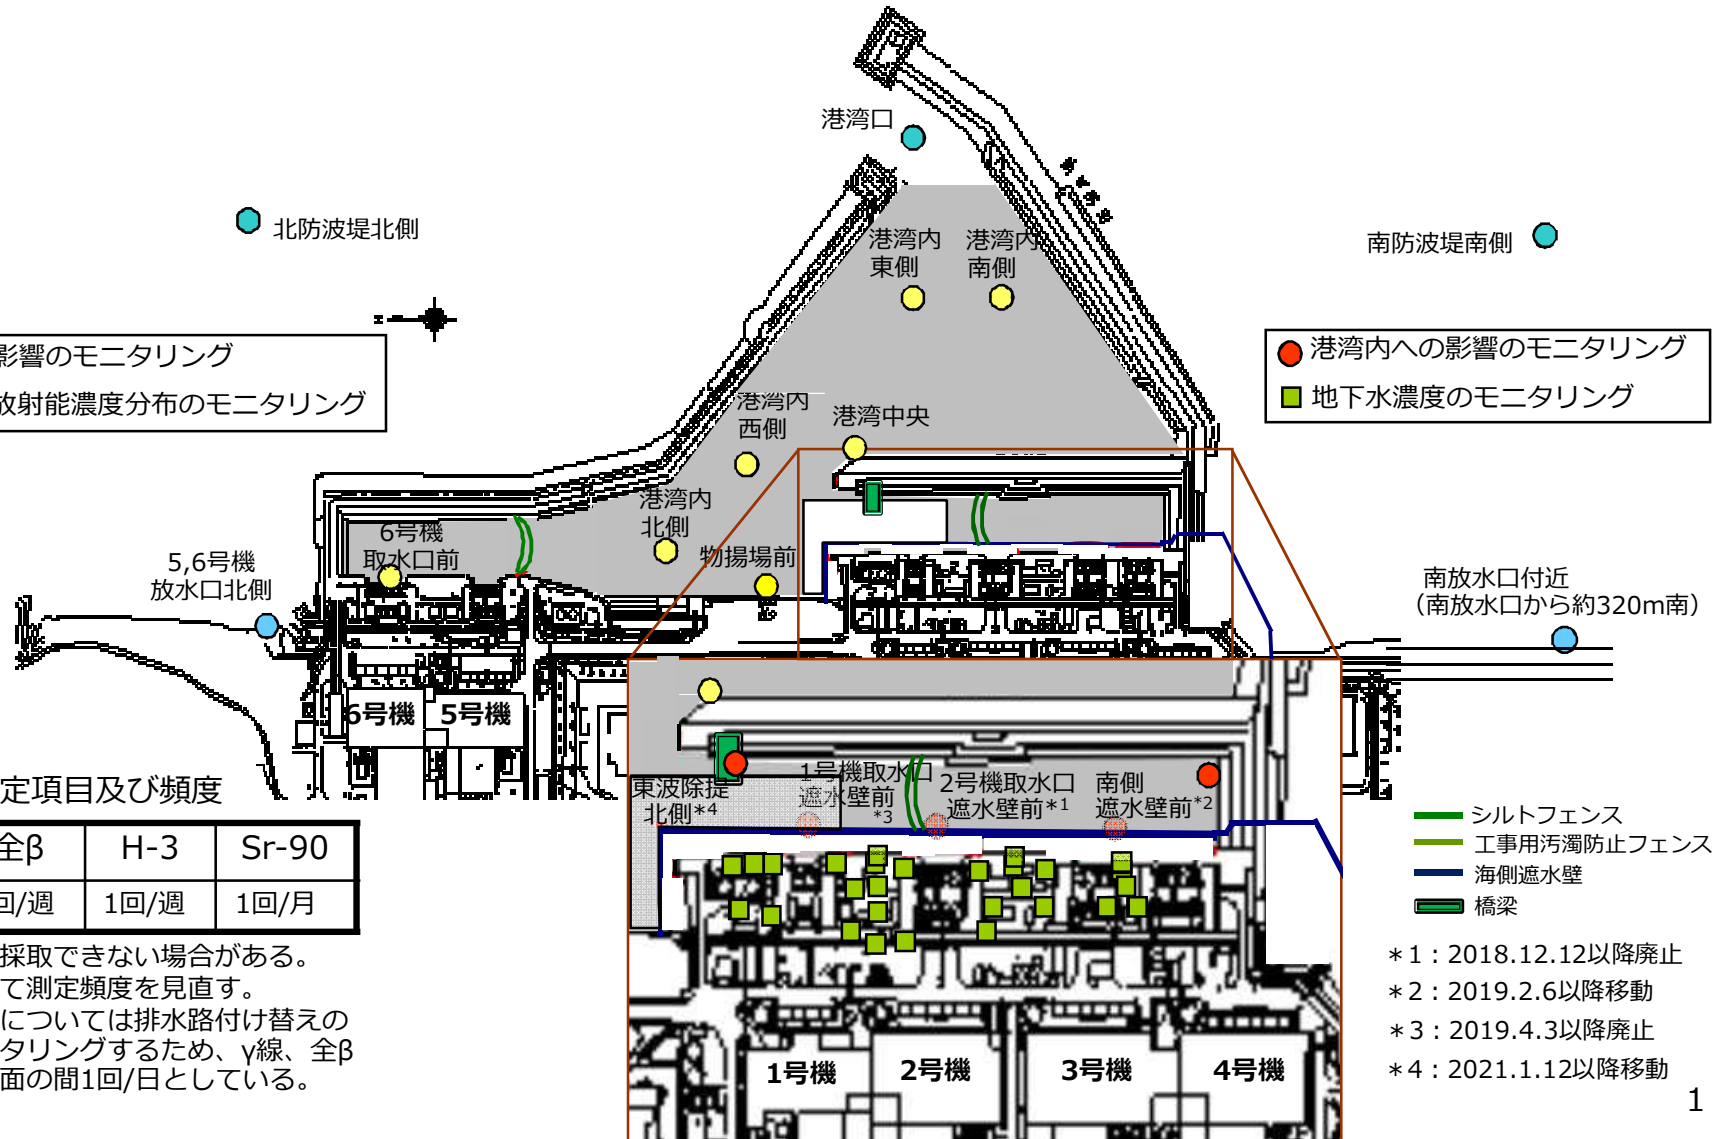 港湾口
北防波堤北側
南防波堤南側
港湾内
東側
港湾内
南側
影響のモニタリング
放射能濃度分布のモニタリング
港湾内への影響のモニタリング
地下水濃度のモニタリング
港湾内
西側
港湾中央
港湾内
北側
6号機
取水口前
物揚場前
5,6号機
放水口北側
南放水口付近
（南放水口から約320m南）
6号機
5号機
東波除堤
北側*4
1号機取水口
遮水壁前
*3
2号機取水口
遮水壁前*1
南側
遮水壁前*2
定項目及び頻度
全β
H-3
Sr-90
回/週
1回/週
1回/月
採取できない場合がある。
て測定頻度を見直す。
については排水路付け替えの
タリングするため、γ線、全β
面の間1回/日としている。
シルトフェンス
工事用汚濁防止フェンス
海側遮水壁
橋梁
＊1：2018.12.12以降廃止
＊2：2019.2.6以降移動
＊3：2019.4.3以降廃止
＊4：2021.1.12以降移動
1号機
2号機
3号機
4号機
1